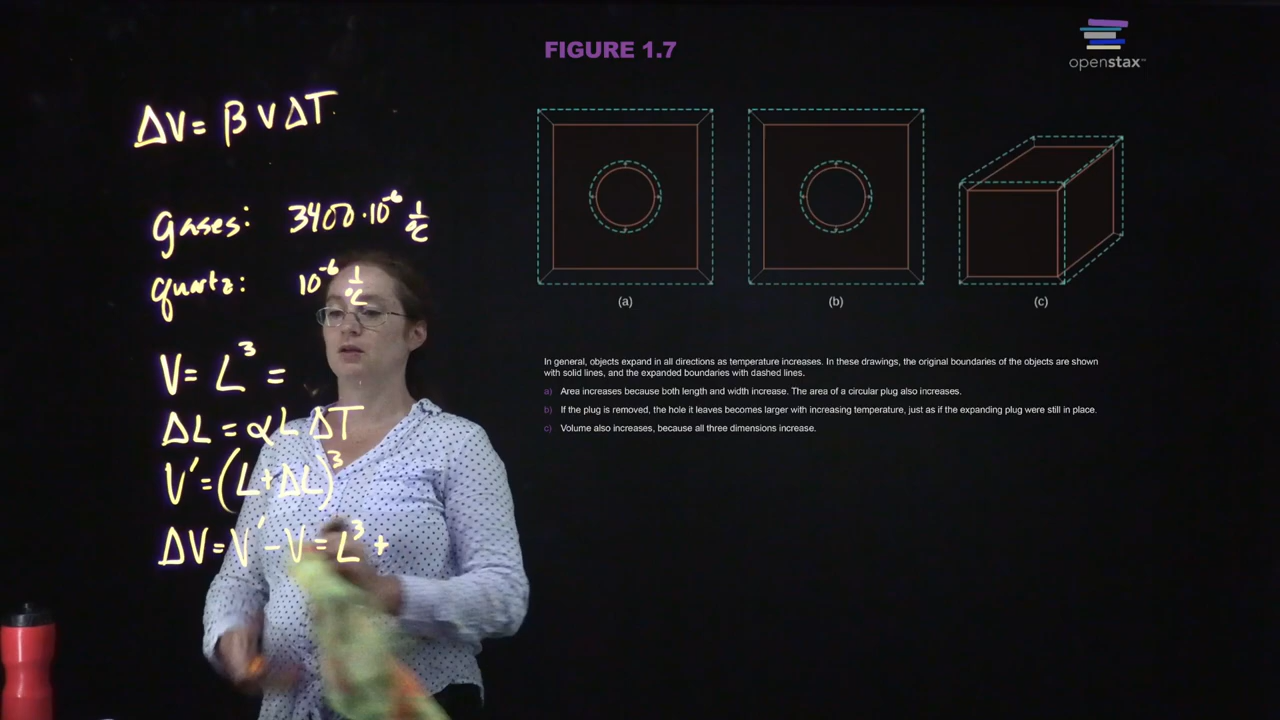 FIGURE 1.7
openstax™
ΔV = β V ΔT
gases: 3400·10⁻⁶ 1/°C
quartz: 10⁻⁶ 1/°C
V = L³ =
ΔL = αL ΔT
V′ = (L+ΔL)³
ΔV = V′ − V = L³ +
(a)
(b)
(c)
In general, objects expand in all directions as temperature increases. In these drawings, the original boundaries of the objects are shown
with solid lines, and the expanded boundaries with dashed lines.
a) Area increases because both length and width increase. The area of a circular plug also increases.
b) If the plug is removed, the hole it leaves becomes larger with increasing temperature, just as if the expanding plug were still in place.
c) Volume also increases, because all three dimensions increase.